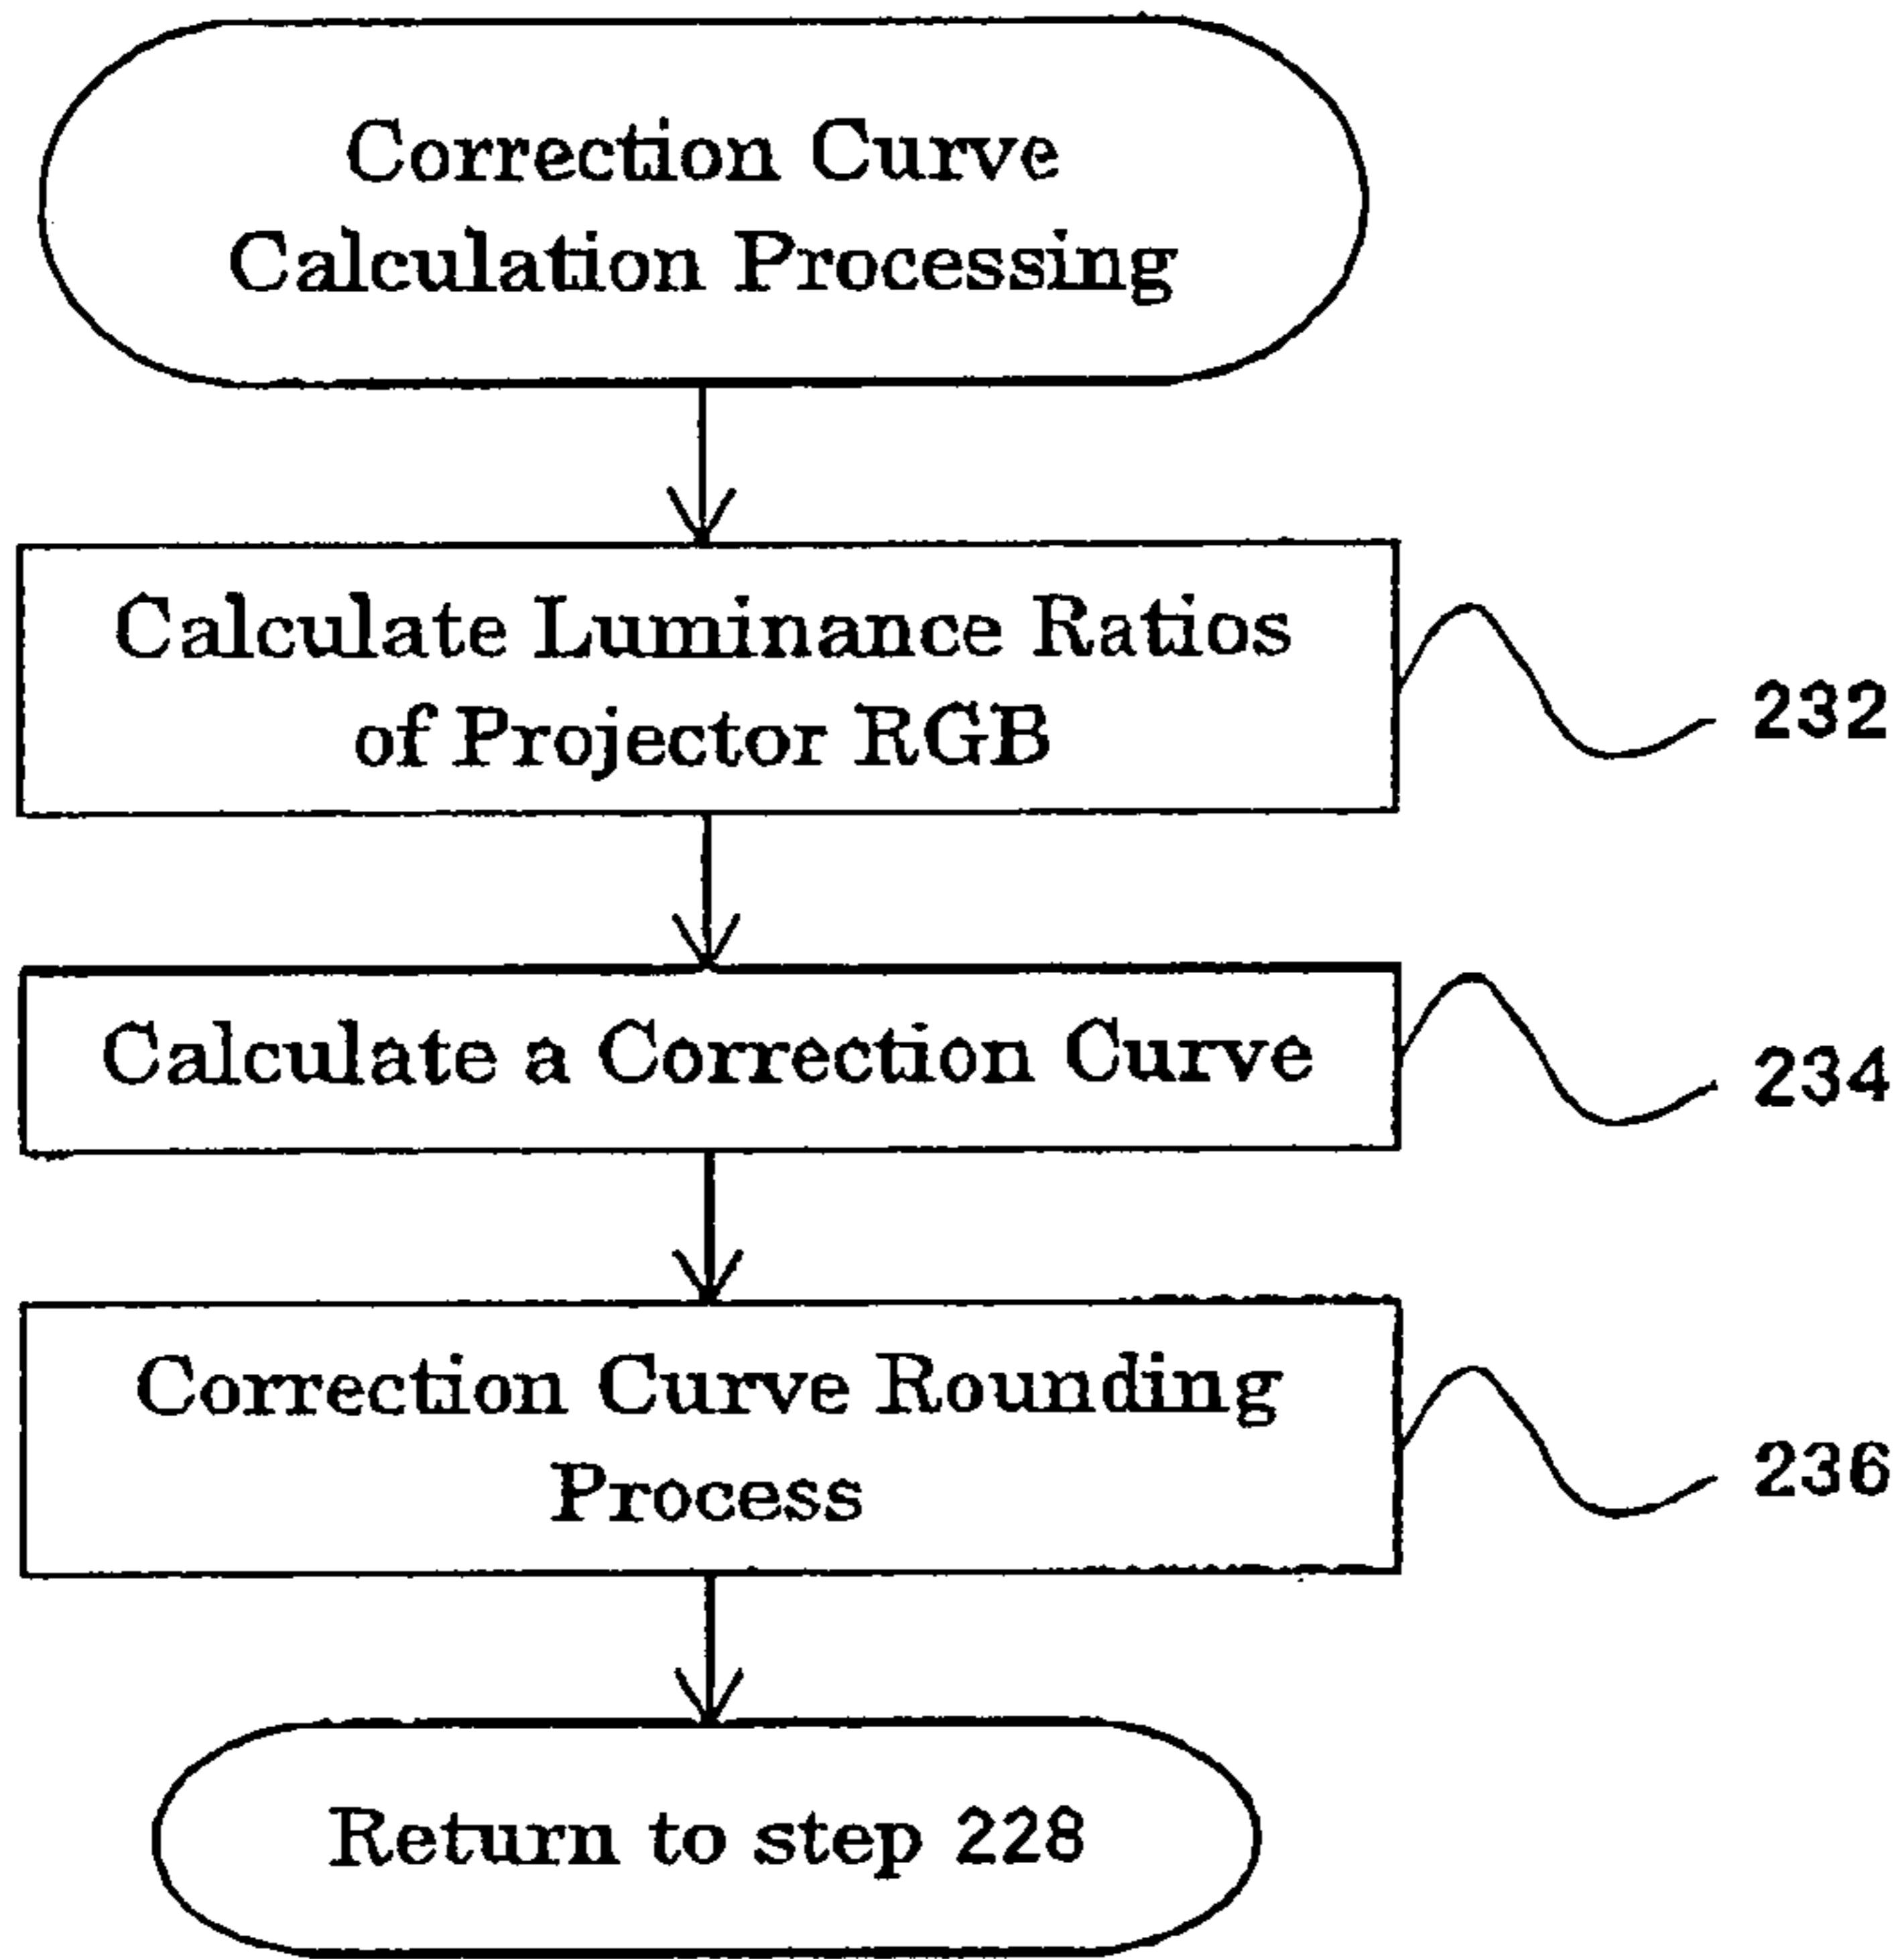 Correction Curve
Calculation Processing
Calculate Luminance Ratios
of Projector RGB
232
Calculate a Correction Curve
234
Correction Curve Rounding
Process
236
Return to step 228